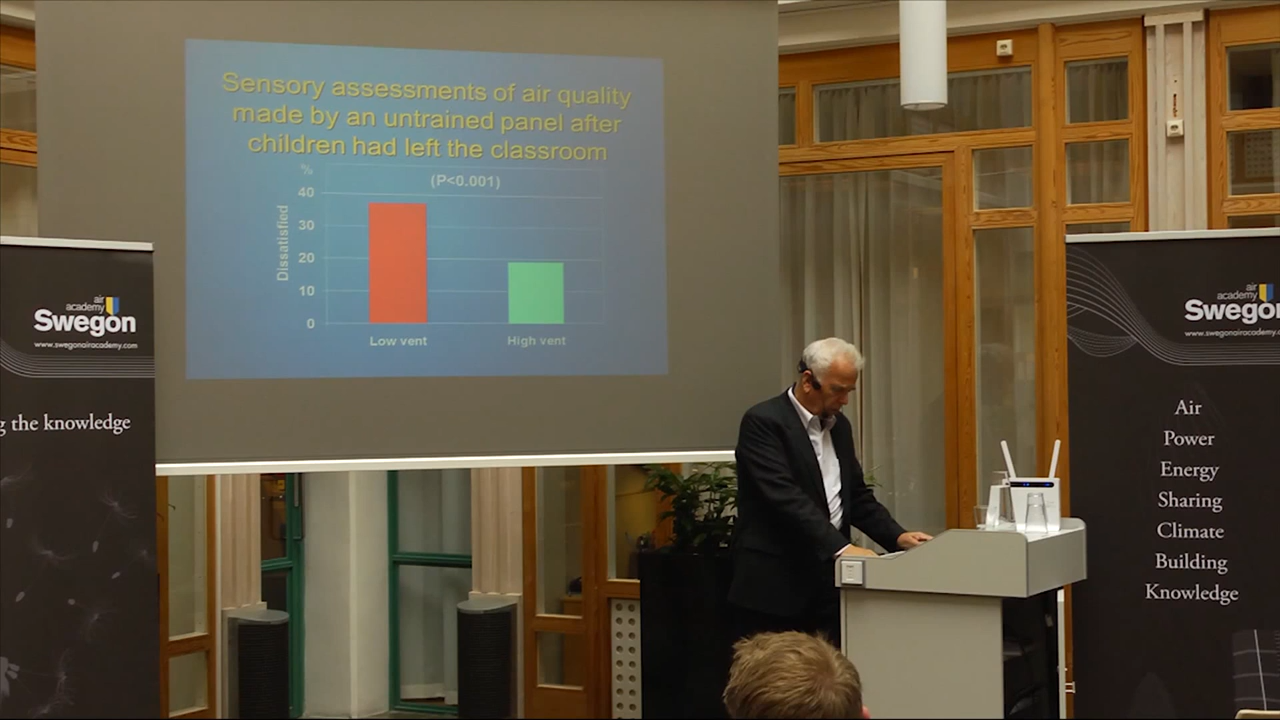 Sensory assessments of air quality
made by an untrained panel after
children had left the classroom
%
(P<0.001)
40
30
20
10
0
Dissatisfied
Low vent
High vent
air
academy
Swegon
www.swegonairacademy.com
g the knowledge
air
academy
Swegon
www.swegonairacademy.c
Air
Power
Energy
Sharing
Climate
Building
Knowledge